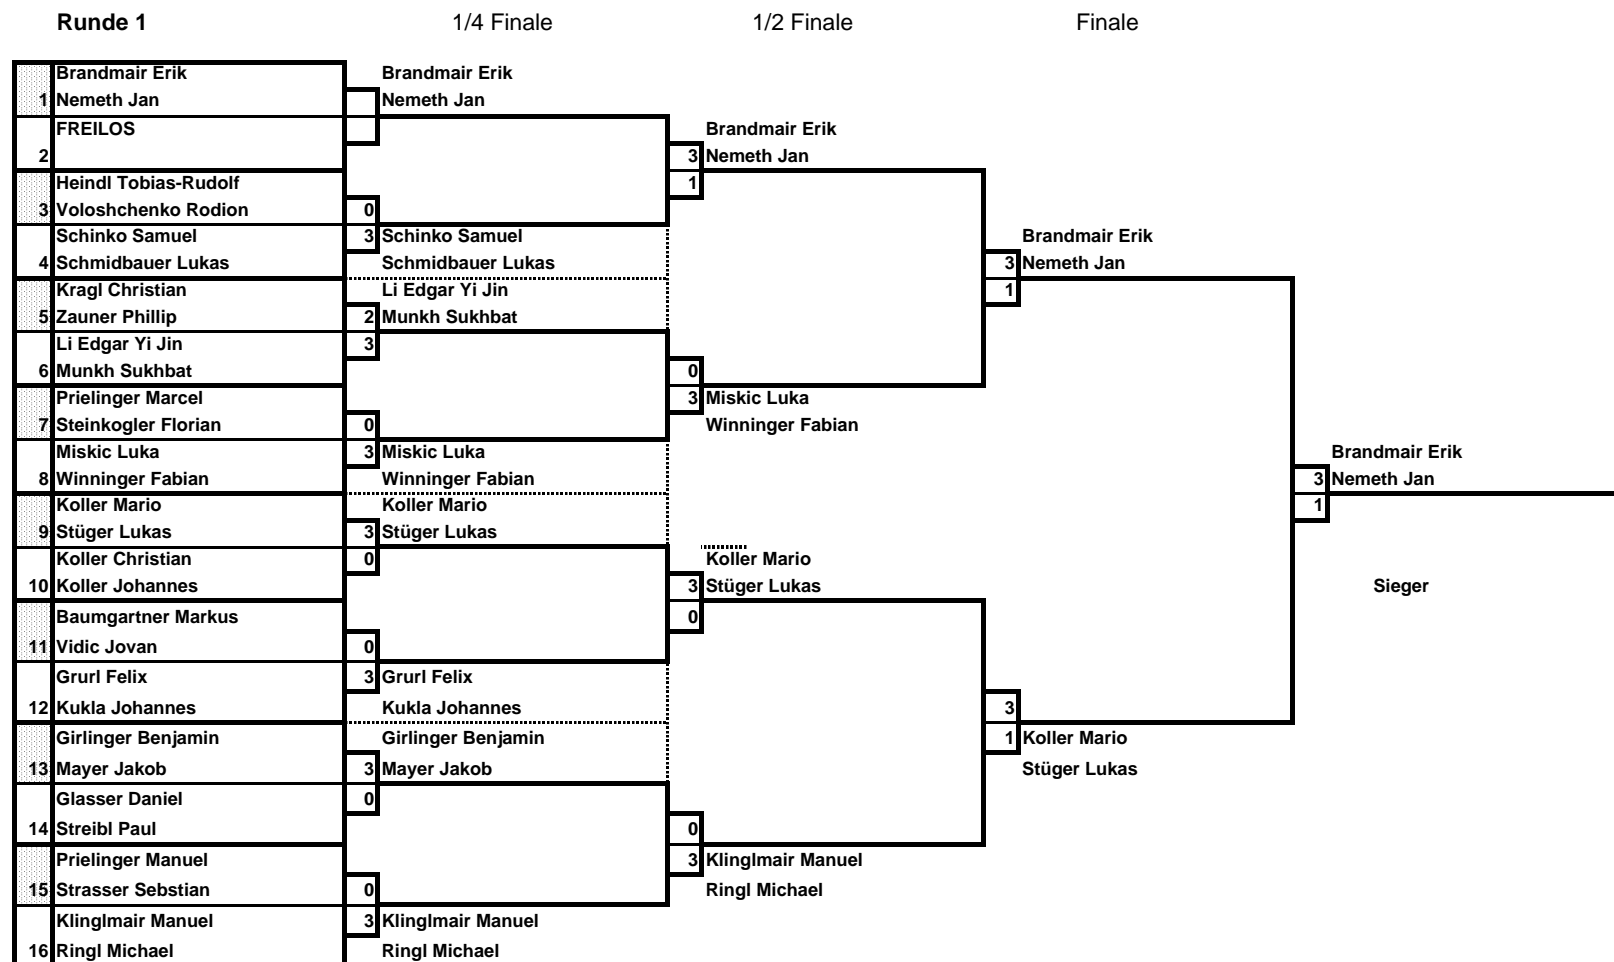 Runde 1 1/4 Finale 1/2 Finale Finale
Brandmair Erik Brandmair Erik
1 Nemeth Jan Nemeth Jan
FREILOS Brandmair Erik
2 3 Nemeth Jan
Heindl Tobias-Rudolf 1
3 Voloshchenko Rodion 0
Schinko Samuel 3 Schinko Samuel Brandmair Erik
4 Schmidbauer Lukas Schmidbauer Lukas 3 Nemeth Jan
Kragl Christian Li Edgar Yi Jin 1
5 Zauner Phillip 2 Munkh Sukhbat
Li Edgar Yi Jin 3
6 Munkh Sukhbat 0
Prielinger Marcel 3 Miskic Luka
7 Steinkogler Florian 0 Winninger Fabian
Miskic Luka 3 Miskic Luka Brandmair Erik
8 Winninger Fabian Winninger Fabian 3 Nemeth Jan
Koller Mario Koller Mario 1
9 Stüger Lukas 3 Stüger Lukas
Koller Christian 0 Koller Mario
10 Koller Johannes 3 Stüger Lukas Sieger
Baumgartner Markus 0
11 Vidic Jovan 0
Grurl Felix 3 Grurl Felix
12 Kukla Johannes Kukla Johannes 3
Girlinger Benjamin Girlinger Benjamin 1 Koller Mario
13 Mayer Jakob 3 Mayer Jakob Stüger Lukas
Glasser Daniel 0
14 Streibl Paul 0
Prielinger Manuel 3 Klinglmair Manuel
15 Strasser Sebstian 0 Ringl Michael
Klinglmair Manuel 3 Klinglmair Manuel
16 Ringl Michael Ringl Michael